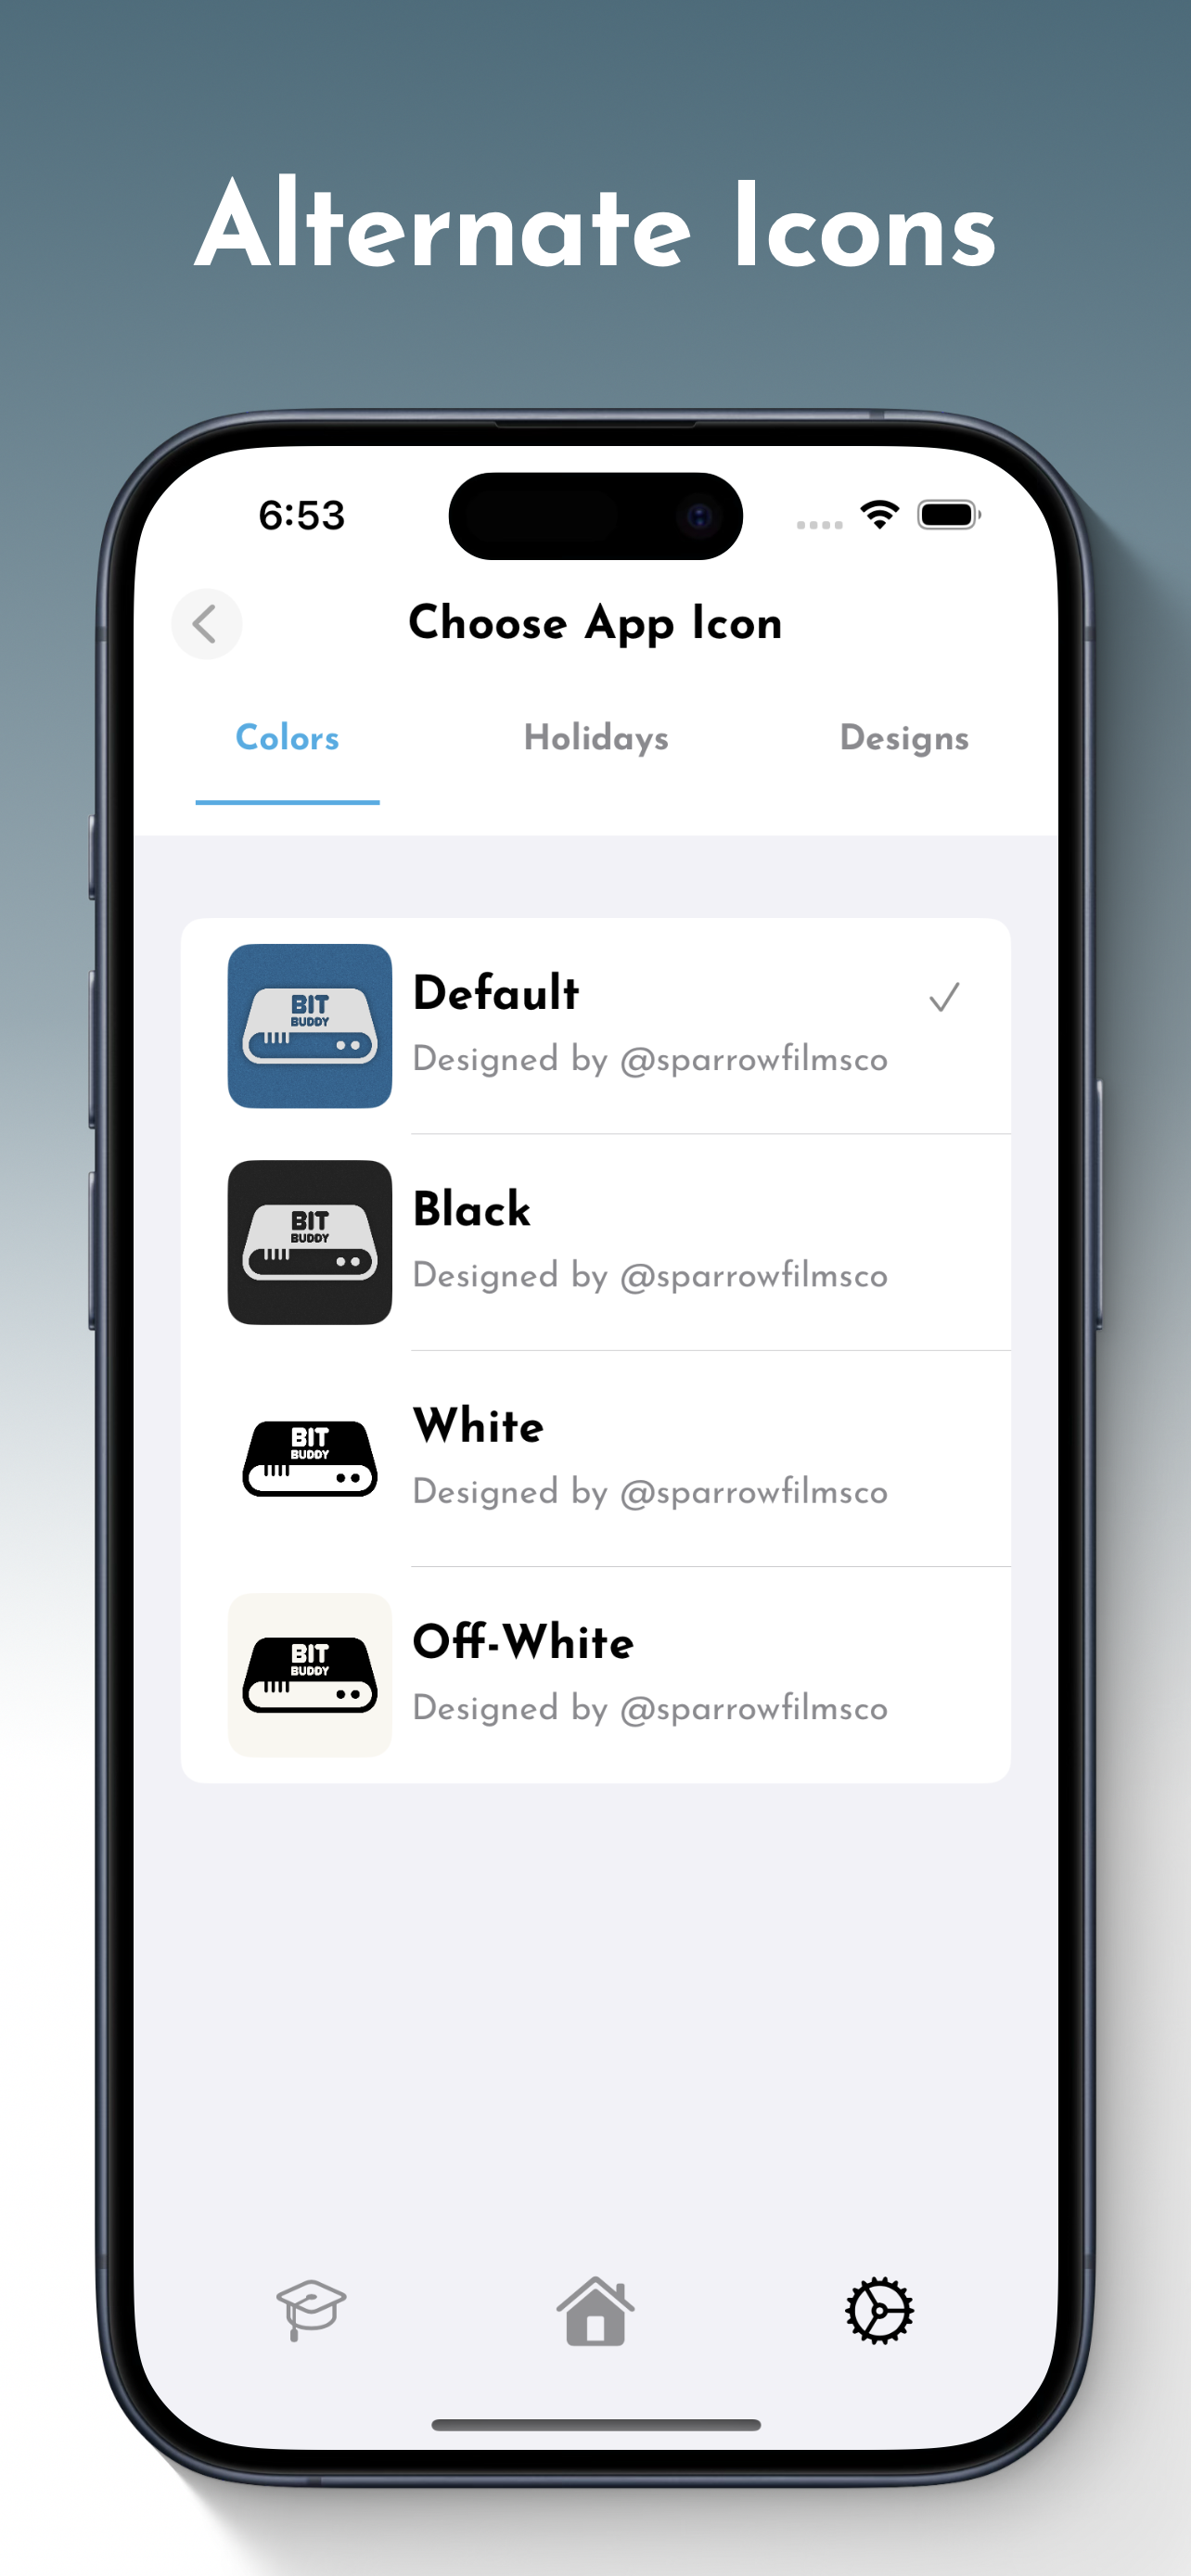 Alternate Icons
6:53
Choose App Icon
Colors Holidays Designs
BIT
BUDDY
Default
Designed by @sparrowfilmsco
BIT
BUDDY
Black
Designed by @sparrowfilmsco
BIT
BUDDY
White
Designed by @sparrowfilmsco
BIT
BUDDY
Off-White
Designed by @sparrowfilmsco